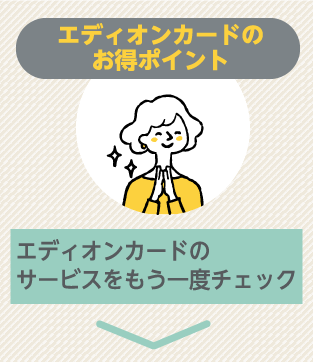 エディオンカードの
お得ポイント
エディオンカードの
サービスをもう一度チェック